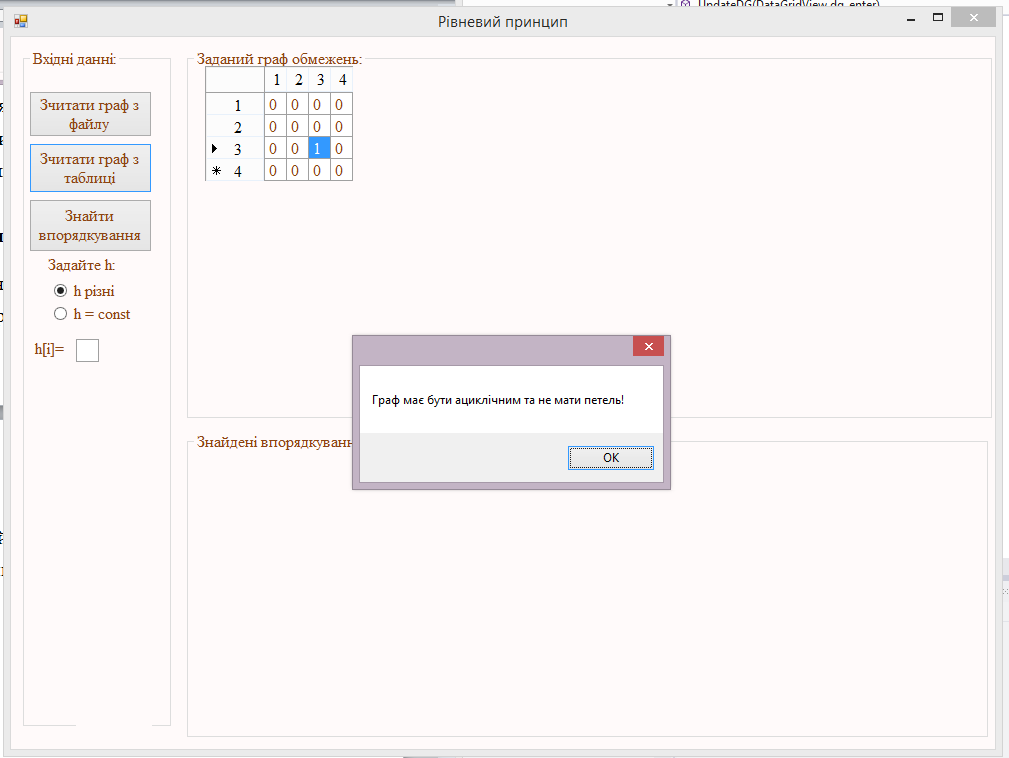 UpdateDG(DataGridView dg_enter)
Рівневий принцип
Вхідні данні:
Зчитати граф з
файлу
Зчитати граф з
таблиці
Знайти
впорядкування
Задайте h:
h різні
h = const
h[i]=
Заданий граф обмежень:
1 2 3 4
1 0 0 0 0
2 0 0 0 0
3 0 0 1 0
4 0 0 0 0
Граф має бути ациклічним та не мати петель!
OK
Знайдені впорядкуванн